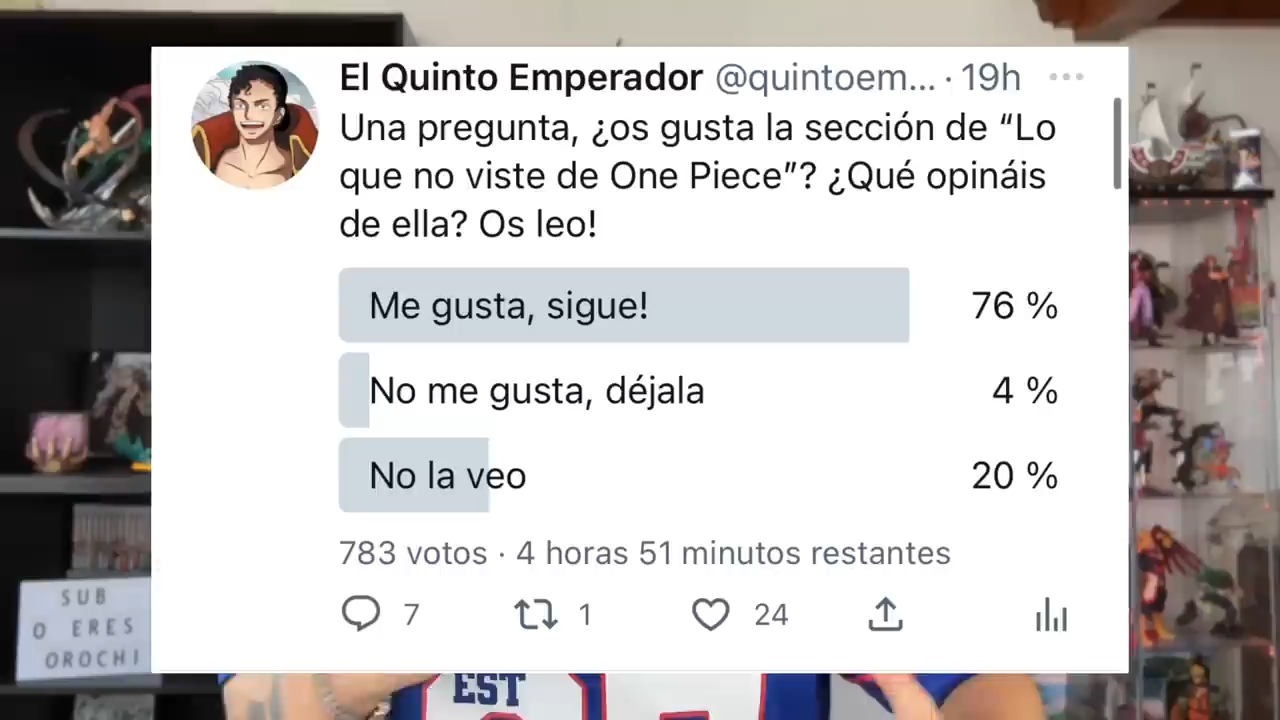 El Quinto Emperador @quintoem... · 19h
Una pregunta, ¿os gusta la sección de “Lo
que no viste de One Piece”? ¿Qué opináis
de ella? Os leo!
Me gusta, sigue! 76 %
No me gusta, déjala 4 %
No la veo 20 %
783 votos · 4 horas 51 minutos restantes
7 1 24
SUB
O ERES
OROCHI
EST